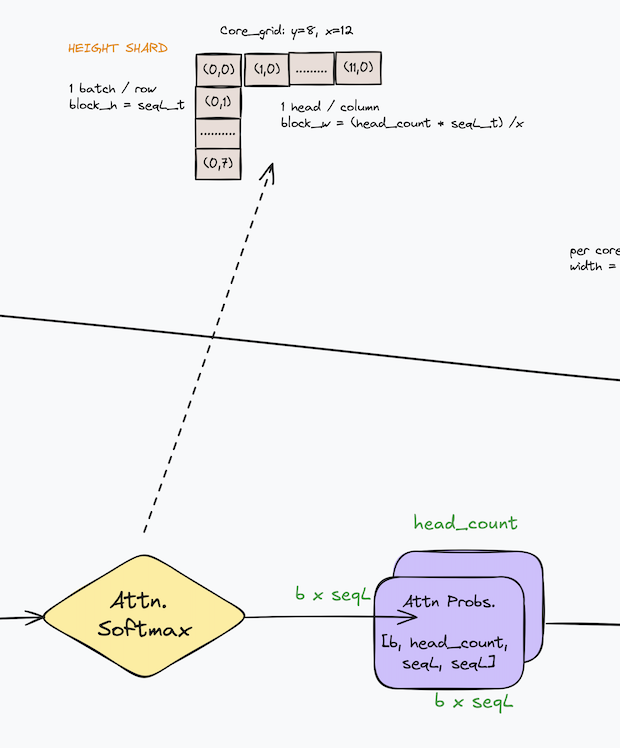 Core_grid: y=8, x=12
HEIGHT SHARD
(0,0) (1,0) ......... (11,0)
1 batch / row
block_h = seqL_t
(0,1)
1 head / column
block_w = (head_count * seqL_t) /x
..........
(0,7)
per core
width =
head_count
b x seqL
Attn.
Softmax
Attn Probs.
[b, head_count,
seqL, seqL]
b x seqL